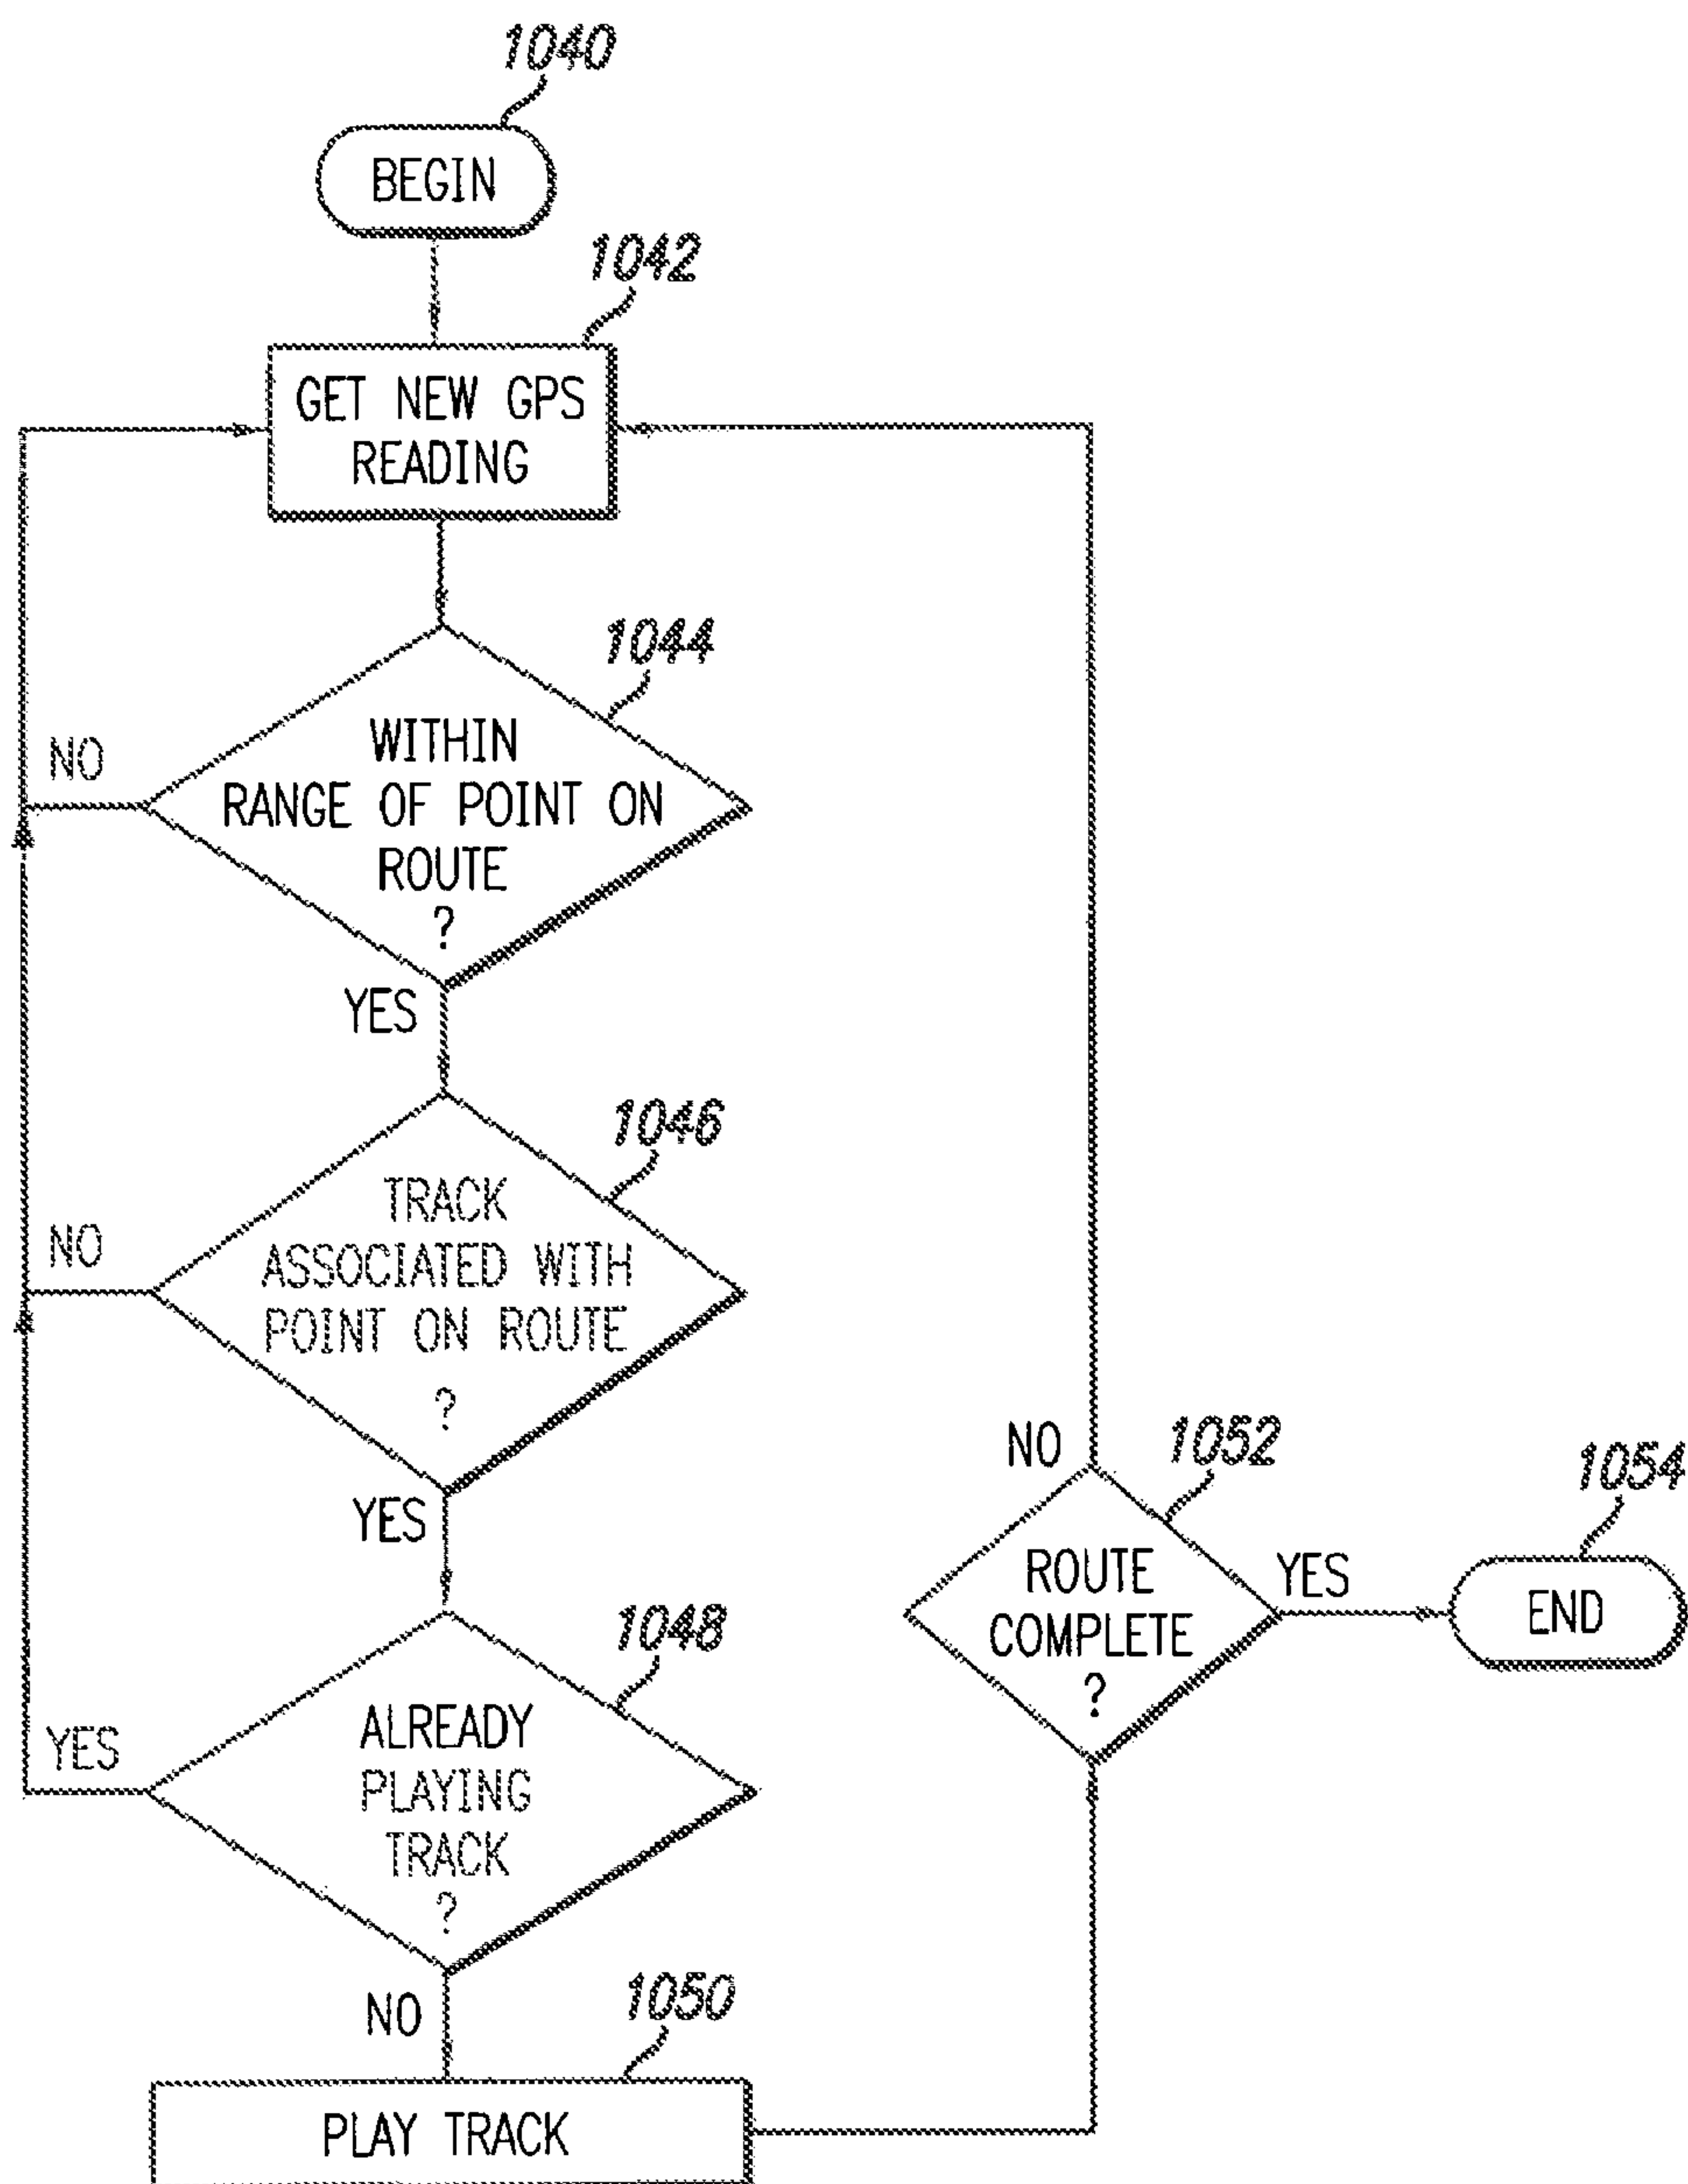 1040
BEGIN
1042
GET NEW GPS
READING
1044
WITHIN
RANGE OF POINT ON
ROUTE
?
NO
YES
1046
TRACK
ASSOCIATED WITH
POINT ON ROUTE
?
NO
YES
1048
ALREADY
PLAYING
TRACK
?
YES
NO
1050
PLAY TRACK
NO
1052
ROUTE
COMPLETE
?
YES
1054
END